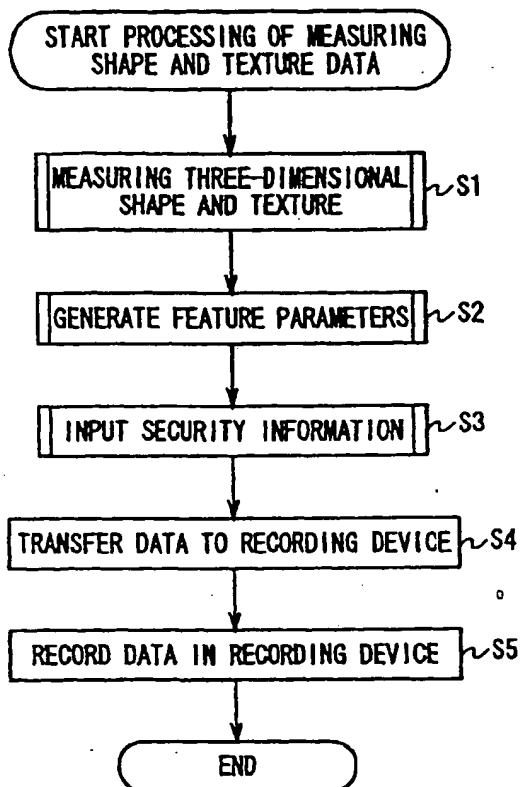 START PROCESSING OF MEASURING
SHAPE AND TEXTURE DATA
MEASURING THREE-DIMENSIONAL
SHAPE AND TEXTURE
S1
GENERATE FEATURE PARAMETERS
S2
INPUT SECURITY INFORMATION
S3
TRANSFER DATA TO RECORDING DEVICE
S4
RECORD DATA IN RECORDING DEVICE
S5
END